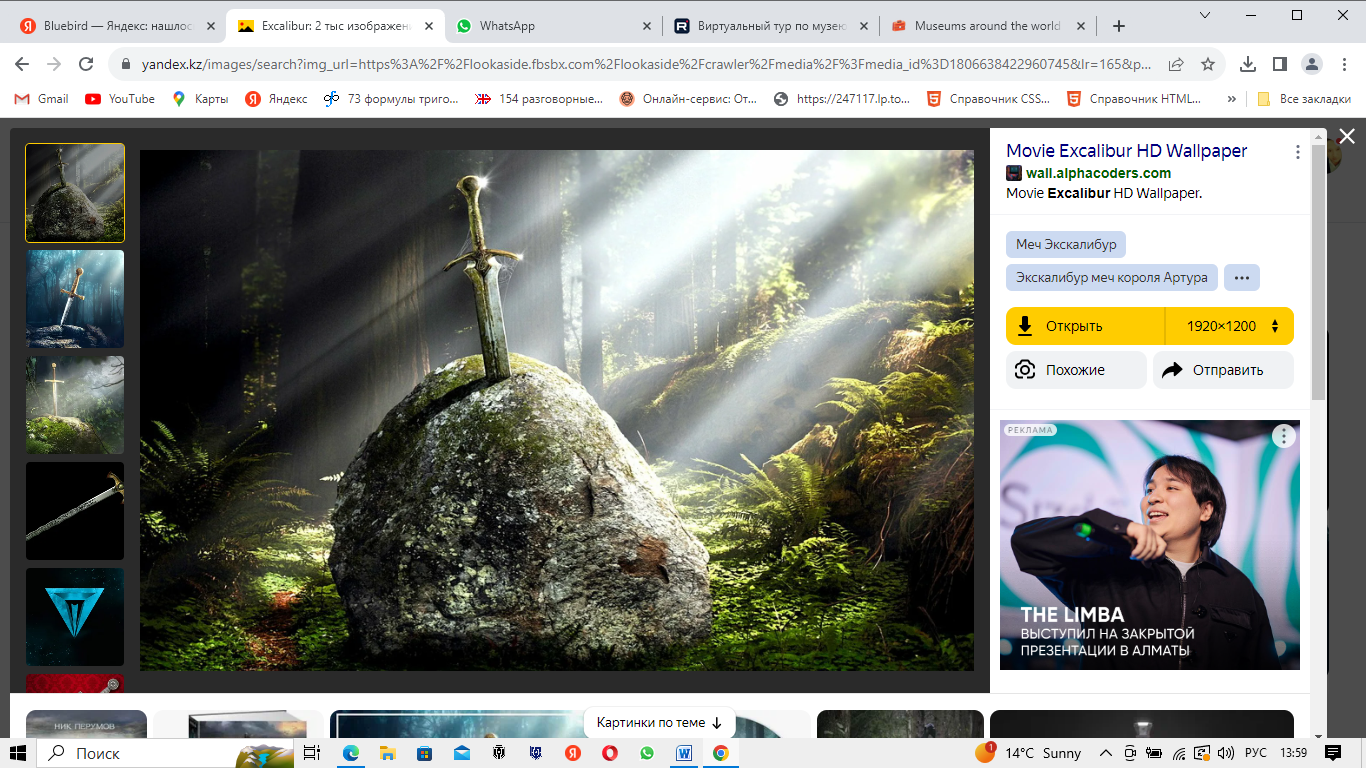 Bluebird — Яндекс: нашлос
Excalibur: 2 тыс изображени
WhatsApp
Виртуальный тур по музею
Museums around the world
yandex.kz/images/search?img_url=https%3A%2F%2Flookaside.fbsbx.com%2Flookaside%2Fcrawler%2Fmedia%2F%3Fmedia_id%3D1806638422960745&lr=165&p...
Gmail
YouTube
Карты
Яндекс
73 формулы триго...
154 разговорные...
Онлайн-сервис: От...
https://247117.lp.to...
Справочник CSS...
Справочник HTML...
»
Все закладки
Movie Excalibur HD Wallpaper
wall.alphacoders.com
Movie Excalibur HD Wallpaper.
Меч Экскалибур
Экскалибур меч короля Артура
Открыть
1920×1200
Похожие
Отправить
РЕКЛАМА
THE LIMBA
ВЫСТУПИЛ НА ЗАКРЫТОЙ
ПРЕЗЕНТАЦИИ В АЛМАТЫ
НИК ПЕРУМОВ
Картинки по теме
Поиск
1
14°C Sunny
РУС
13:59